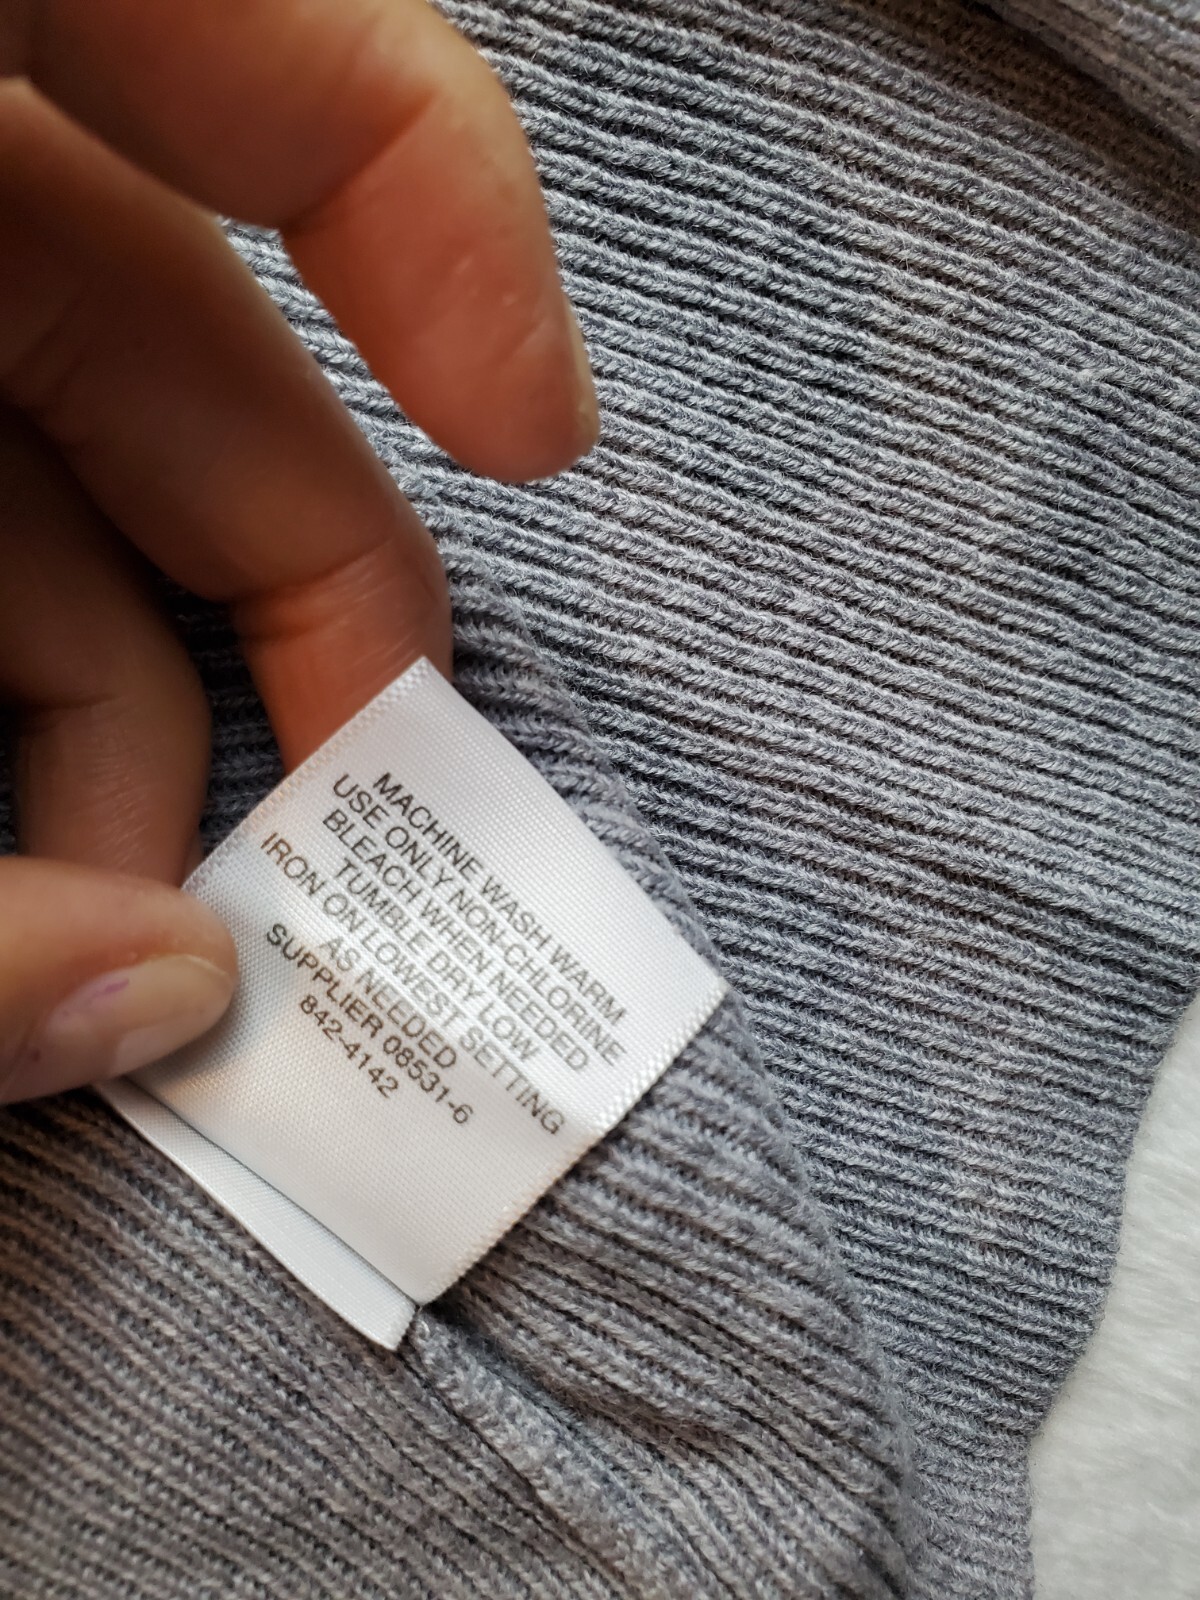 MACHINE WASH WARM
USE ONLY NON-CHLORINE
BLEACH WHEN NEEDED
TUMBLE DRY LOW
IRON ON LOWEST SETTING
AS NEEDED
SUPPLIER 08531-6
842-4142